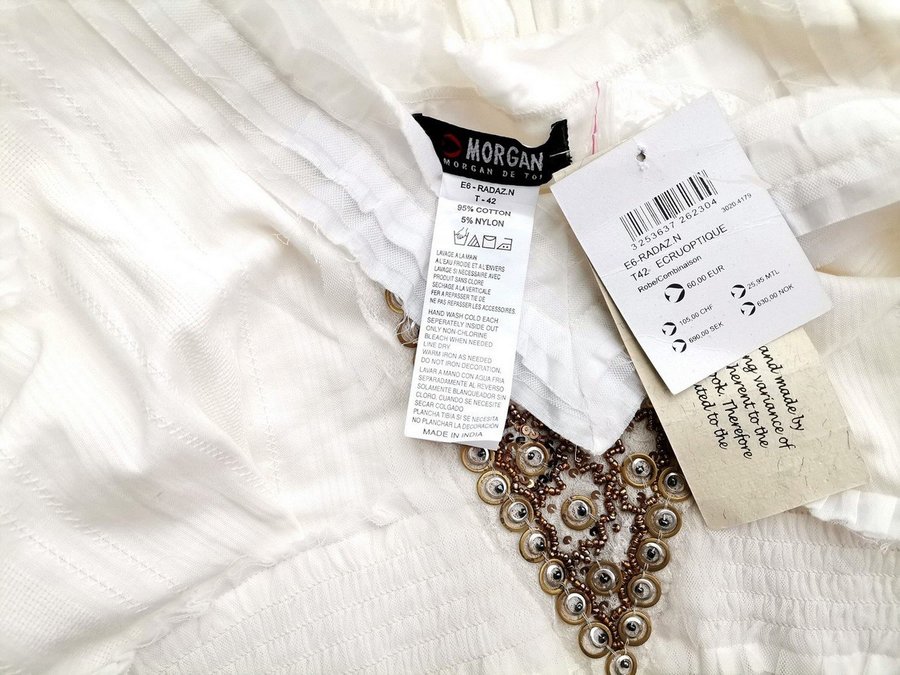 MORGAN
MORGAN DE TOI
E6-RADAZ.N
T-42
95% COTTON
5% NYLON
LAVAGE A LA MAIN
A L'EAU FROIDE ET A L'ENVERS
LAVAGE SI NECESSAIRE AVEC
PRODUIT SANS CLORE
SECHAGE A LA VERTICALE
FER A REPASSER TIE DE
NE PAS REPASSER LES ACCESSOIRES.
HAND WASH COLD EACH
SEPERATELY INSIDE OUT
ONLY NON CHLORINE
BLEACH WHEN NEEDED
LINE DRY
WARM IRON AS NEEDED
DO NOT IRON DECORATION.
LAVAR A MANO CON AGUA FRIA
SEPARADAMENTE AL REVERSO
SOLAMENTE BLANQUEADOR SIN
CLORO, CUANDO SE NECESITE
SECAR COLGADO
PLANCHA TIBIA SI SE NECESITA
NO PLANCHAR LA DECORACIÓN
MADE IN INDIA
3253637 262304
3020.4179
E6-RADAZ.N
T42- ECRUOPTIQUE
Robe/Combinaison
60,00 EUR
25,95 MTL
105,00 CHF
630,00 NOK
690,00 SEK
and made by
ng variance of
herent to the
ook. Therefore
uted to the